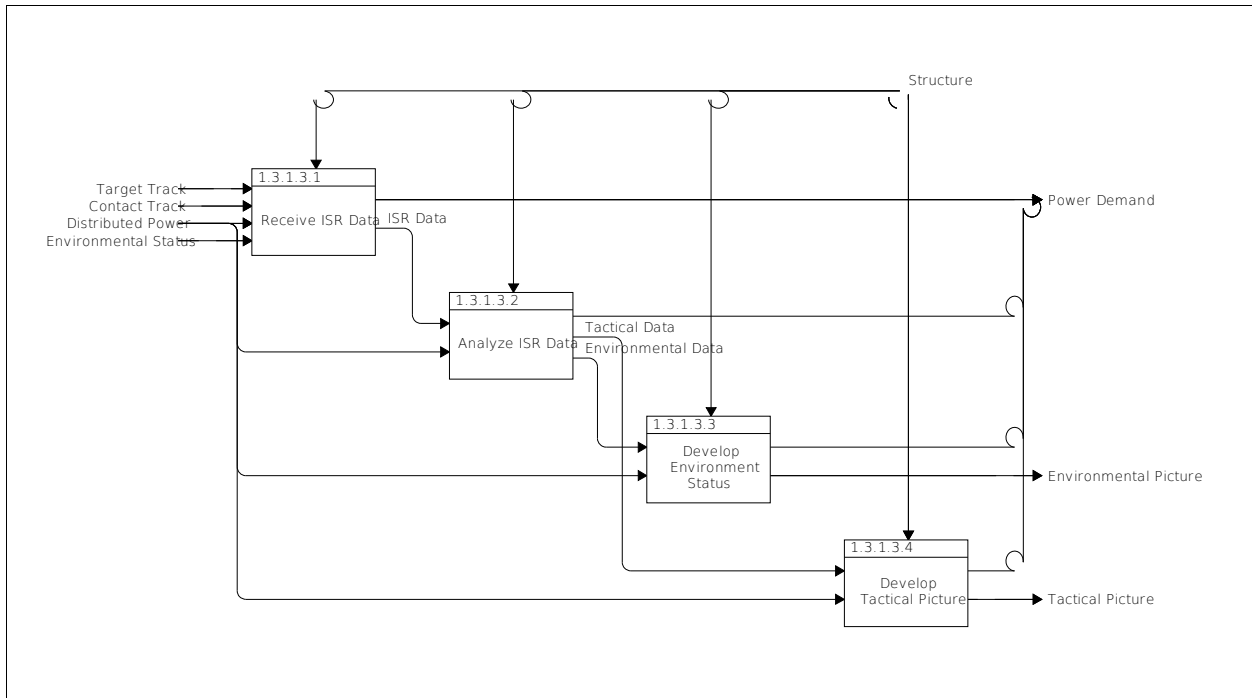 Structure
1.3.1.3.1
Target Track
Contact Track
Distributed Power
Environmental Status
Receive ISR Data
ISR Data
Power Demand
1.3.1.3.2
Analyze ISR Data
Tactical Data
Environmental Data
1.3.1.3.3
Develop
Environment
Status
Environmental Picture
1.3.1.3.4
Develop
Tactical Picture
Tactical Picture